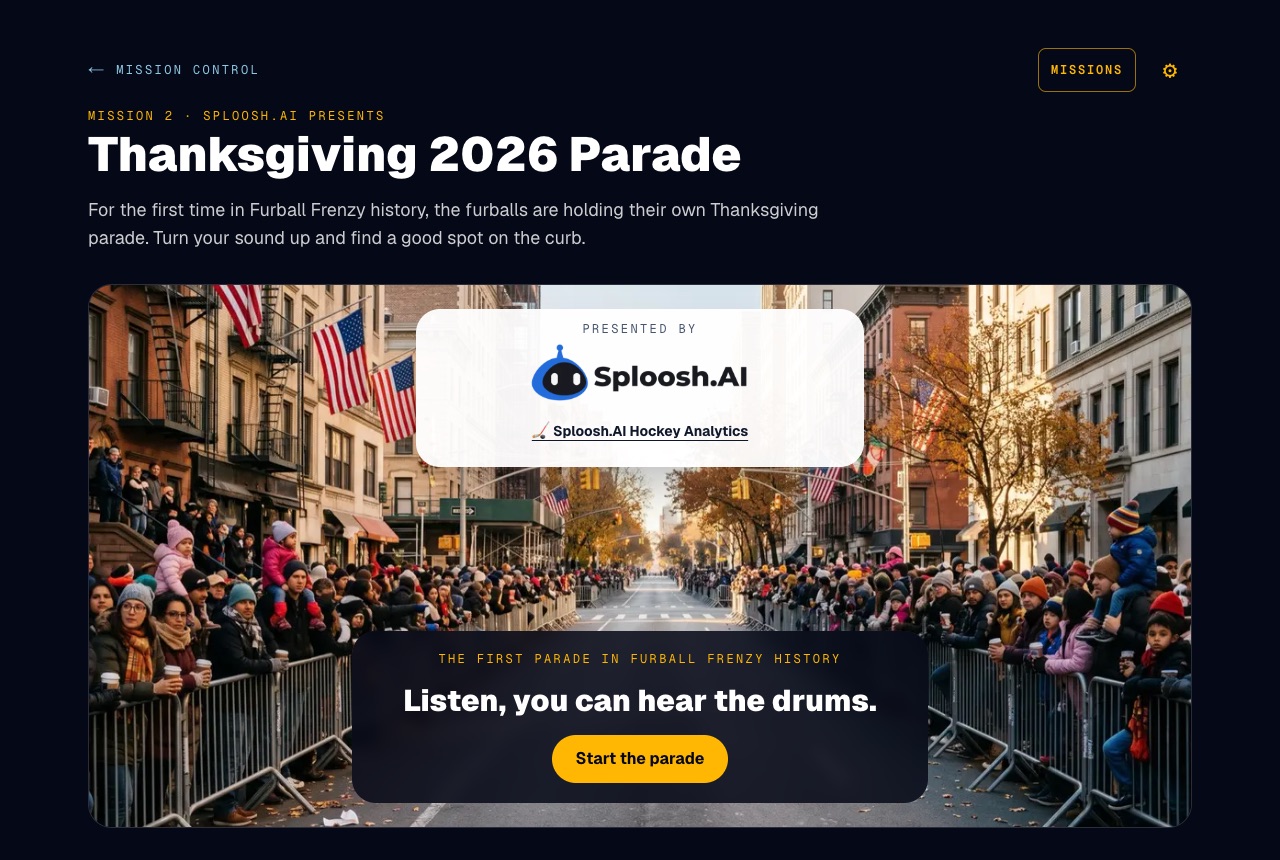 ← MISSION CONTROL
MISSIONS
MISSION 2 · SPLOOSH.AI PRESENTS
Thanksgiving 2026 Parade
For the first time in Furball Frenzy history, the furballs are holding their own Thanksgiving
parade. Turn your sound up and find a good spot on the curb.
PRESENTED BY
Sploosh.AI
🏒 Sploosh.AI Hockey Analytics
THE FIRST PARADE IN FURBALL FRENZY HISTORY
Listen, you can hear the drums.
Start the parade